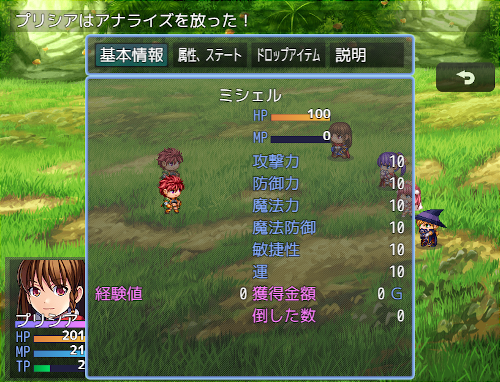 プリシアはアナライズを放った！
基本情報 属性、ステート ドロップアイテム 説明
ミシェル
HP 100
MP 0
攻撃力 10
防御力 10
魔法力 10
魔法防御 10
敏捷性 10
運 10
経験値 0 獲得金額 0 G
倒した数 0
プリシア
HP 201
MP 21
TP 2